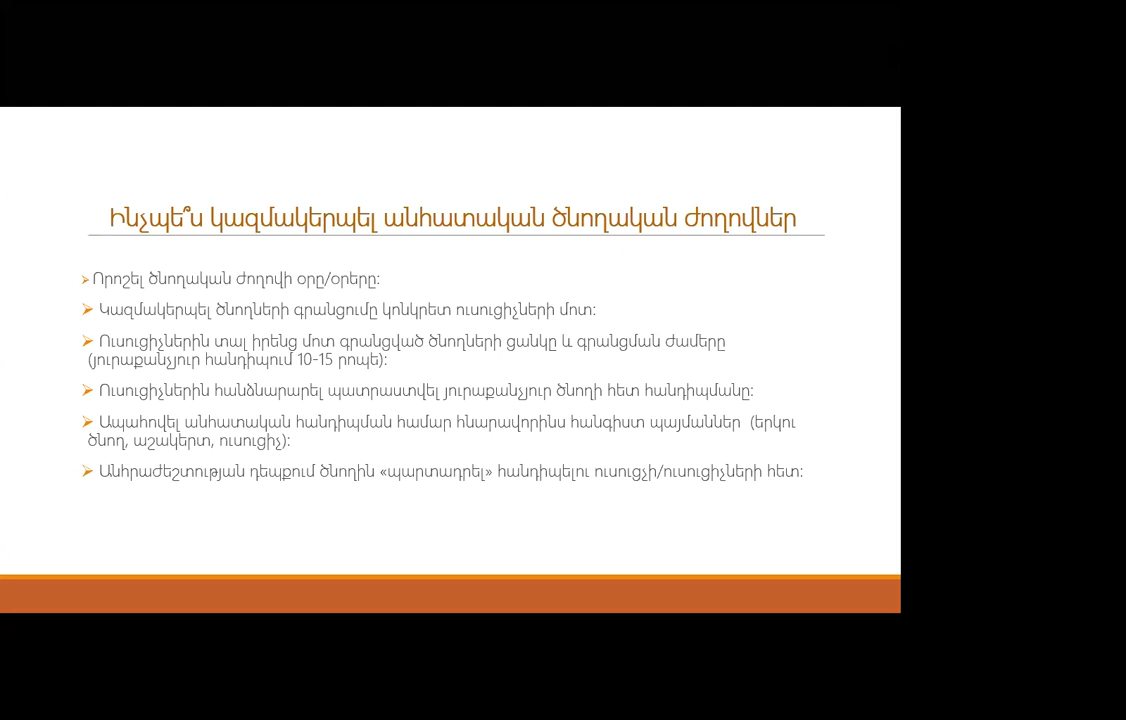 Ինչպե՞ս կազմակերպել անհատական ծնողական ժողովներ
➢ Որոշել ծնողական ժողովի օրը/օրերը։
➢ Կազմակերպել ծնողների գրանցումը կոնկրետ ուսուցիչների մոտ։
➢ Ուսուցիչներին տալ իրենց մոտ գրանցված ծնողների ցանկը և գրանցման ժամերը
(յուրաքանչյուր հանդիպում 10-15 րոպե)։
➢ Ուսուցիչներին հանձնարարել պատրաստվել յուրաքանչյուր ծնողի հետ հանդիպմանը։
➢ Ապահովել անհատական հանդիպման համար հնարավորինս հանգիստ պայմաններ (երկու
ծնող, աշակերտ, ուսուցիչ)։
➢ Անհրաժեշտության դեպքում ծնողին «պարտադրել» հանդիպելու ուսուցչի/ուսուցիչների հետ։